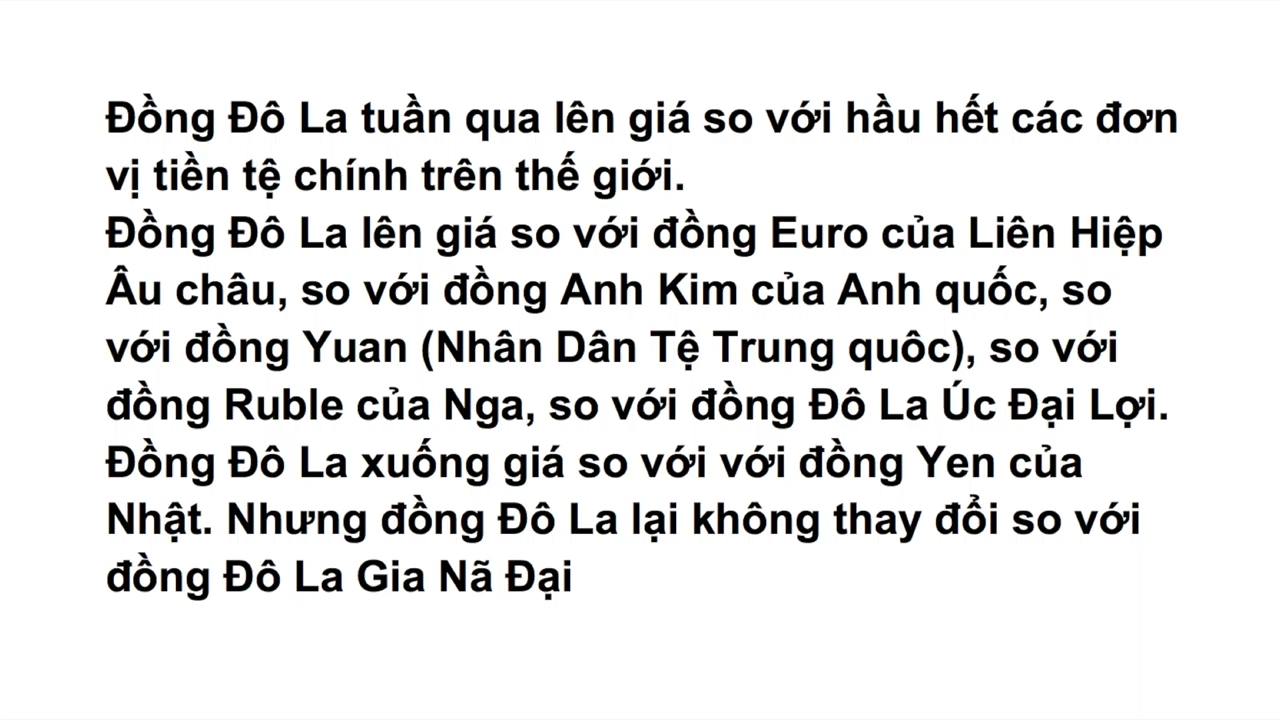 Đồng Đô La tuần qua lên giá so với hầu hết các đơn
vị tiền tệ chính trên thế giới.
Đồng Đô La lên giá so với đồng Euro của Liên Hiệp
Âu châu, so với đồng Anh Kim của Anh quốc, so
với đồng Yuan (Nhân Dân Tệ Trung quôc), so với
đồng Ruble của Nga, so với đồng Đô La Úc Đại Lợi.
Đồng Đô La xuống giá so với với đồng Yen của
Nhật. Nhưng đồng Đô La lại không thay đổi so với
đồng Đô La Gia Nã Đại